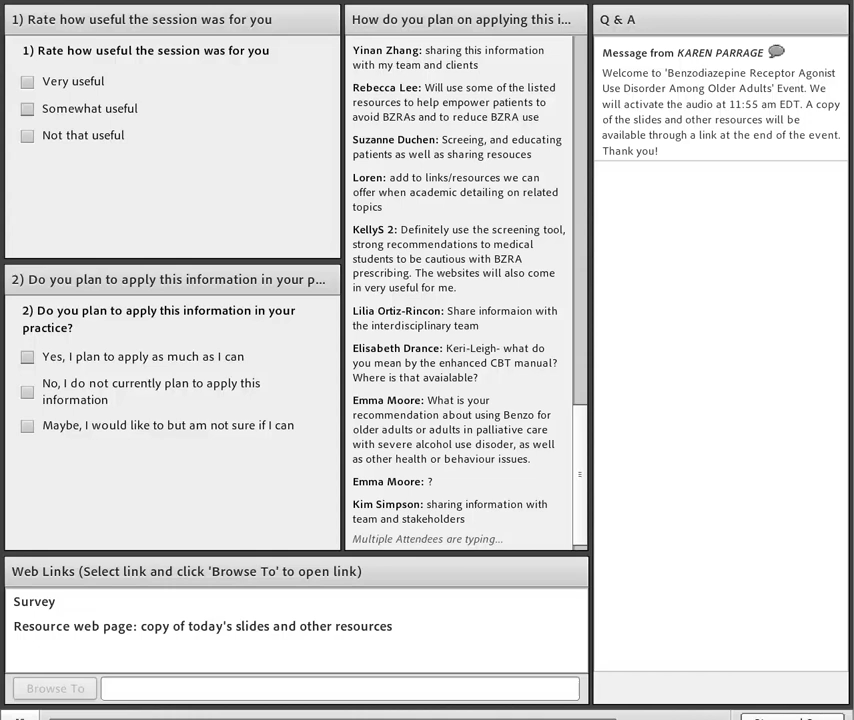 1) Rate how useful the session was for you
1) Rate how useful the session was for you
Very useful
Somewhat useful
Not that useful
2) Do you plan to apply this information in your p...
2) Do you plan to apply this information in your
practice?
Yes, I plan to apply as much as I can
No, I do not currently plan to apply this
information
Maybe, I would like to but am not sure if I can
How do you plan on applying this i...
Yinan Zhang: sharing this information
with my team and clients
Rebecca Lee: Will use some of the listed
resources to help empower patients to
avoid BZRAs and to reduce BZRA use
Suzanne Duchen: Screeing, and educating
patients as well as sharing resouces
Loren: add to links/resources we can
offer when academic detailing on related
topics
KellyS 2: Definitely use the screening tool,
strong recommendations to medical
students to be cautious with BZRA
prescribing. The websites will also come
in very useful for me.
Lilia Ortiz-Rincon: Share informaion with
the interdisciplinary team
Elisabeth Drance: Keri-Leigh- what do
you mean by the enhanced CBT manual?
Where is that avaialable?
Emma Moore: What is your
recommendation about using Benzo for
older adults or adults in palliative care
with severe alcohol use disoder, as well
as other health or behaviour issues.
Emma Moore: ?
Kim Simpson: sharing information with
team and stakeholders
Multiple Attendees are typing...
Q & A
Message from KAREN PARRAGE
Welcome to 'Benzodiazepine Receptor Agonist
Use Disorder Among Older Adults' Event. We
will activate the audio at 11:55 am EDT. A copy
of the slides and other resources will be
available through a link at the end of the event.
Thank you!
Web Links (Select link and click 'Browse To' to open link)
Survey
Resource web page: copy of today's slides and other resources
Browse To